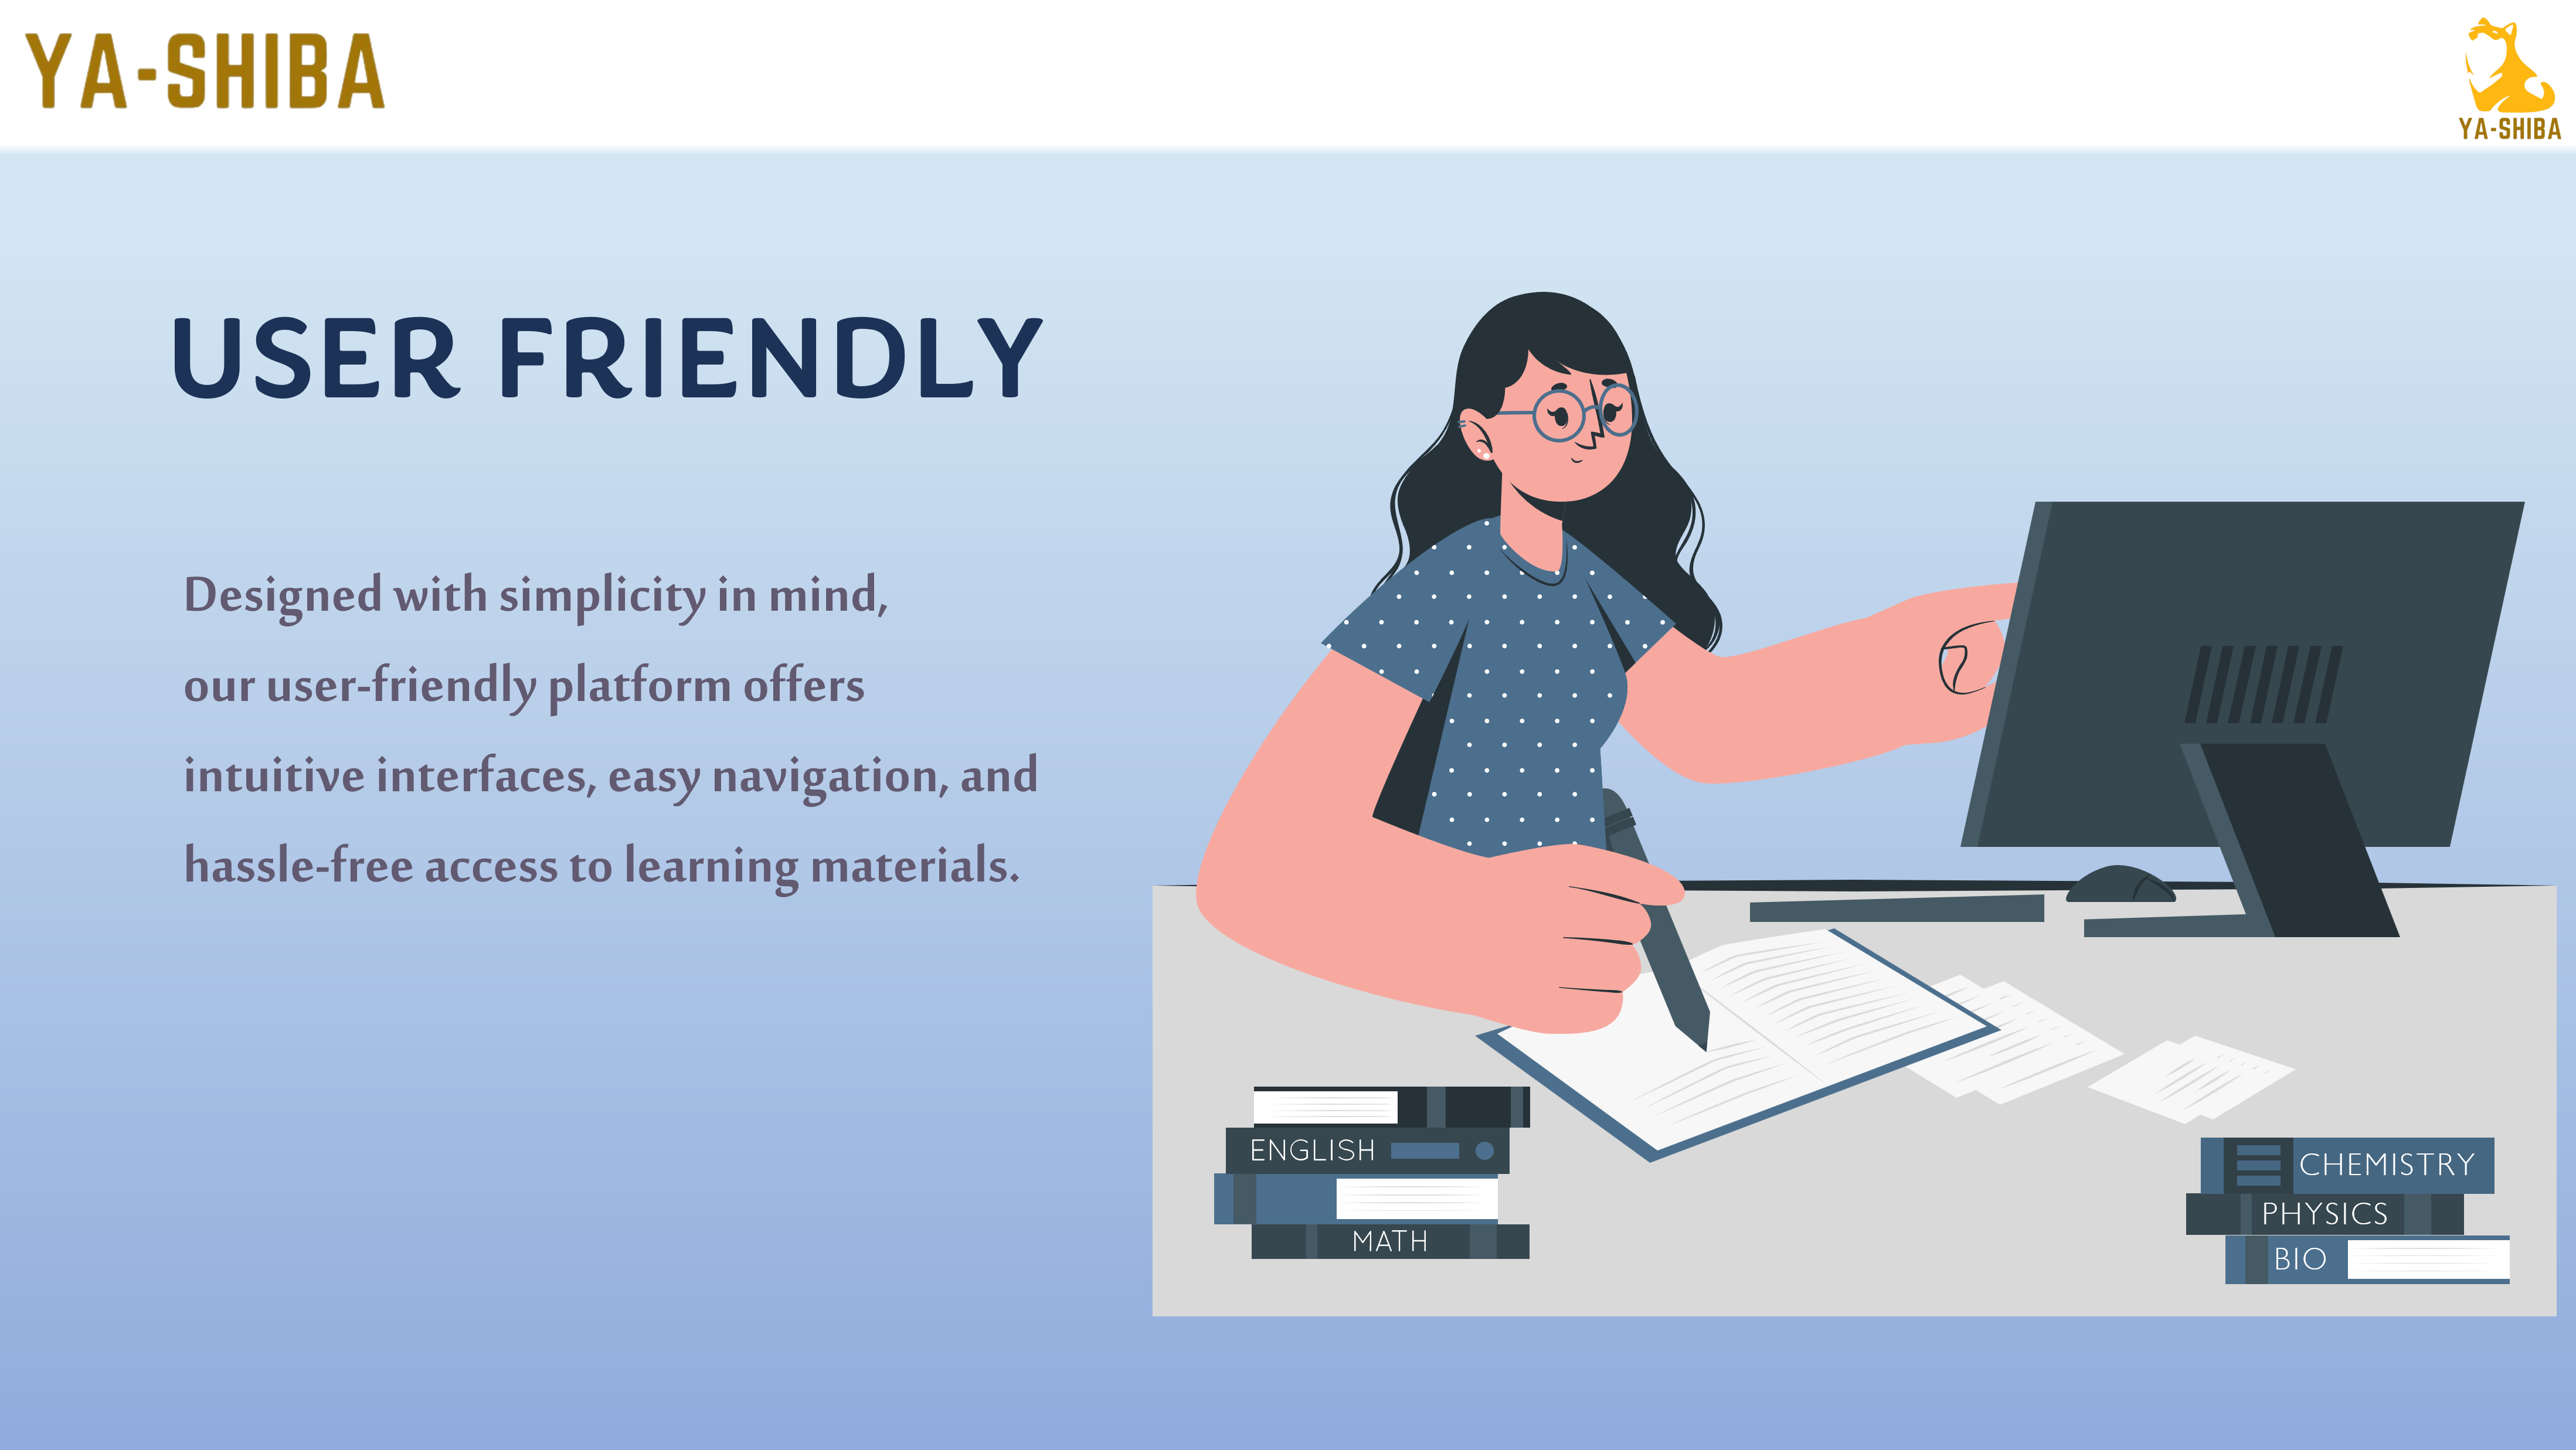 YA-SHIBA
YA-SHIBA
USER FRIENDLY
Designed with simplicity in mind,
our user-friendly platform offers
intuitive interfaces, easy navigation, and
hassle-free access to learning materials.
ENGLISH
MATH
CHEMISTRY
PHYSICS
BIO